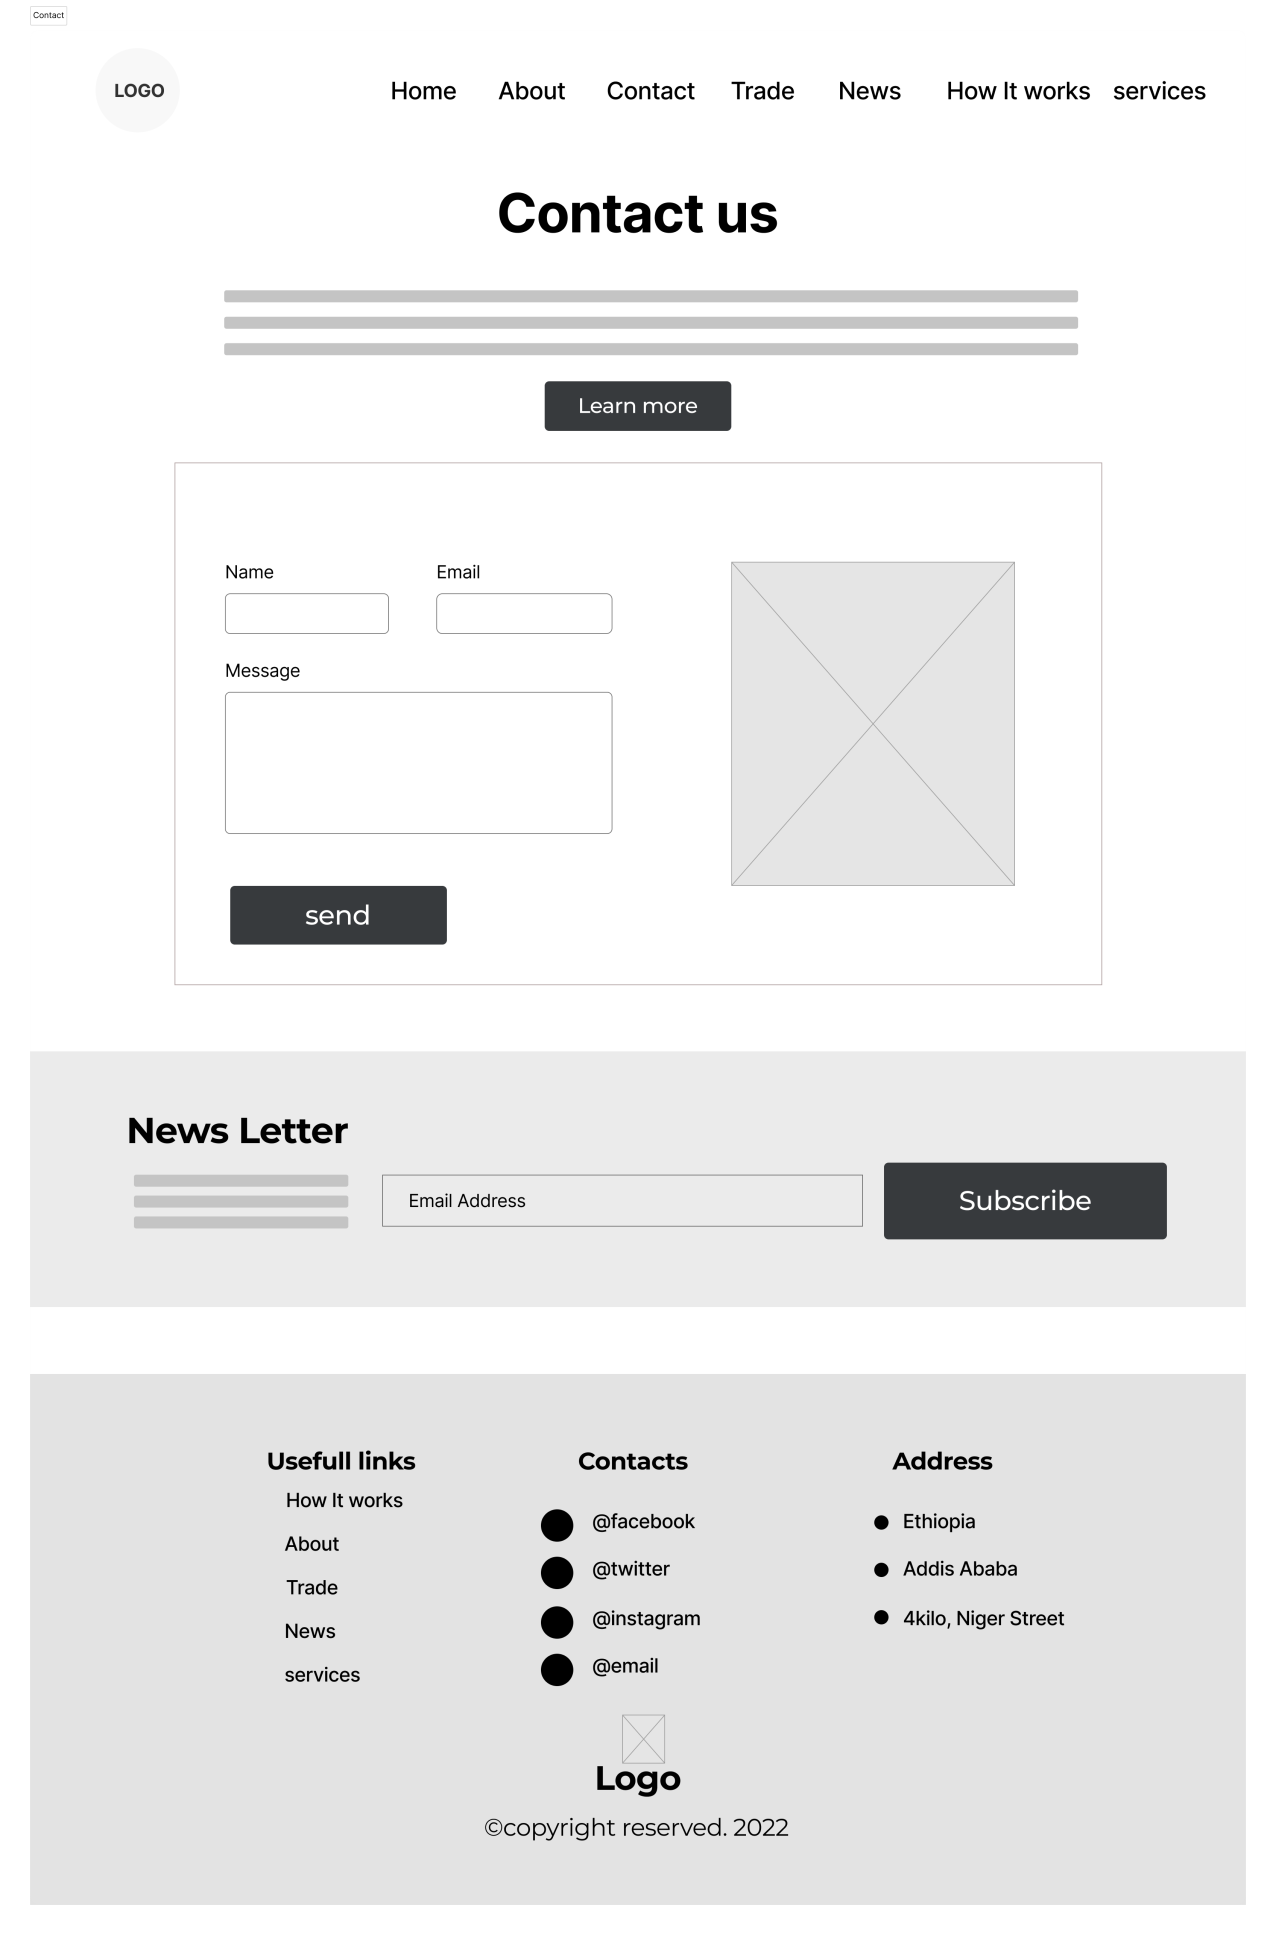 Contact
LOGO
Home About Contact Trade News How It works services
Contact us
Learn more
Name Email
Message
send
News Letter
Email Address
Subscribe
Usefull links
How It works
About
Trade
News
services
Contacts
@facebook
@twitter
@instagram
@email
Address
Ethiopia
Addis Ababa
4kilo, Niger Street
Logo
©copyright reserved. 2022